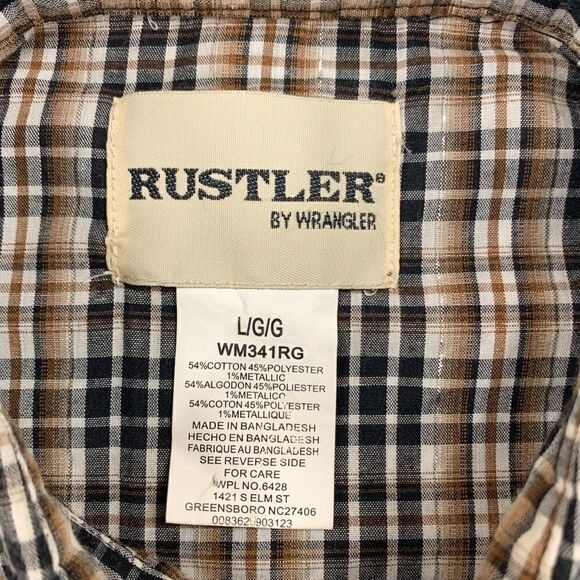 RUSTLER®
BY WRANGLER
L/G/G
WM341RG
54%COTTON 45%POLYESTER
1%METALLIC
54%ALGODON 45%POLIESTER
1%METALICO
54%COTON 45%POLYESTER
1%METALLIQUE
MADE IN BANGLADESH
HECHO EN BANGLADESH
FABRIQUE AU BANGLADESH
SEE REVERSE SIDE
FOR CARE
WPL NO.6428
1421 S ELM ST
GREENSBORO NC27406
0083629903123